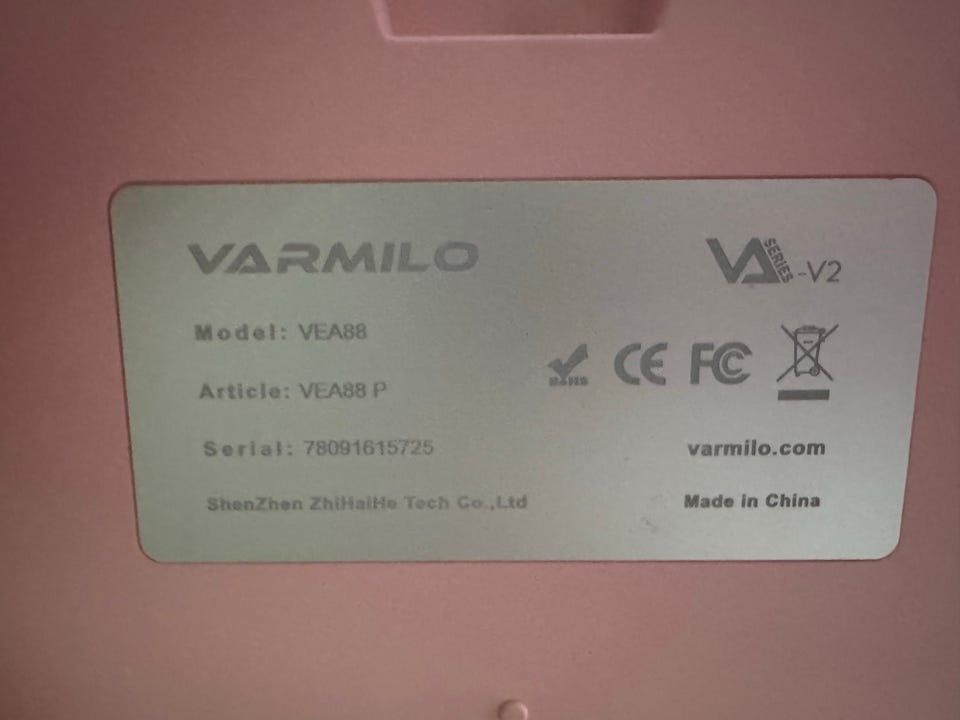 VARMILO
VA SERIES -V2
Model: VEA88
Article: VEA88 P
RoHS CE FC
Serial: 78091615725
varmilo.com
ShenZhen ZhiHaiHe Tech Co.,Ltd
Made in China